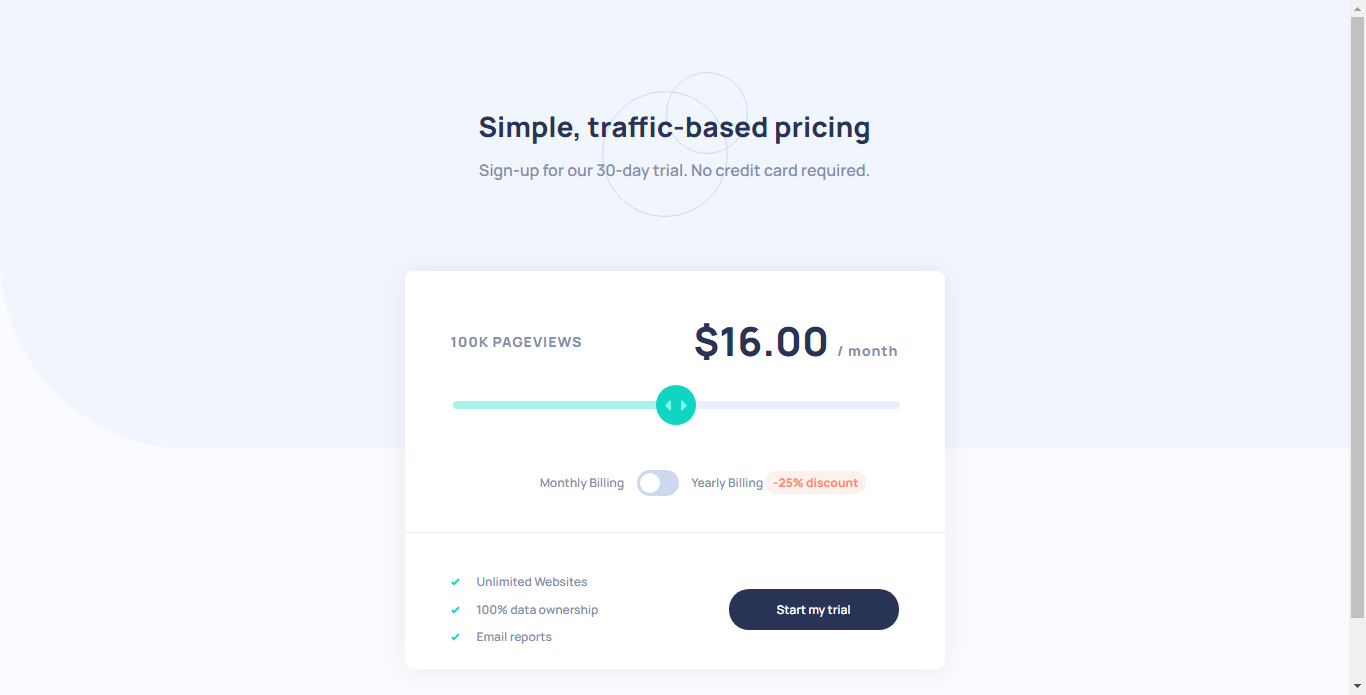 Simple, traffic-based pricing
Sign-up for our 30-day trial. No credit card required.
100K PAGEVIEWS
$16.00 / month
Monthly Billing Yearly Billing -25% discount
Unlimited Websites
100% data ownership
Email reports
Start my trial